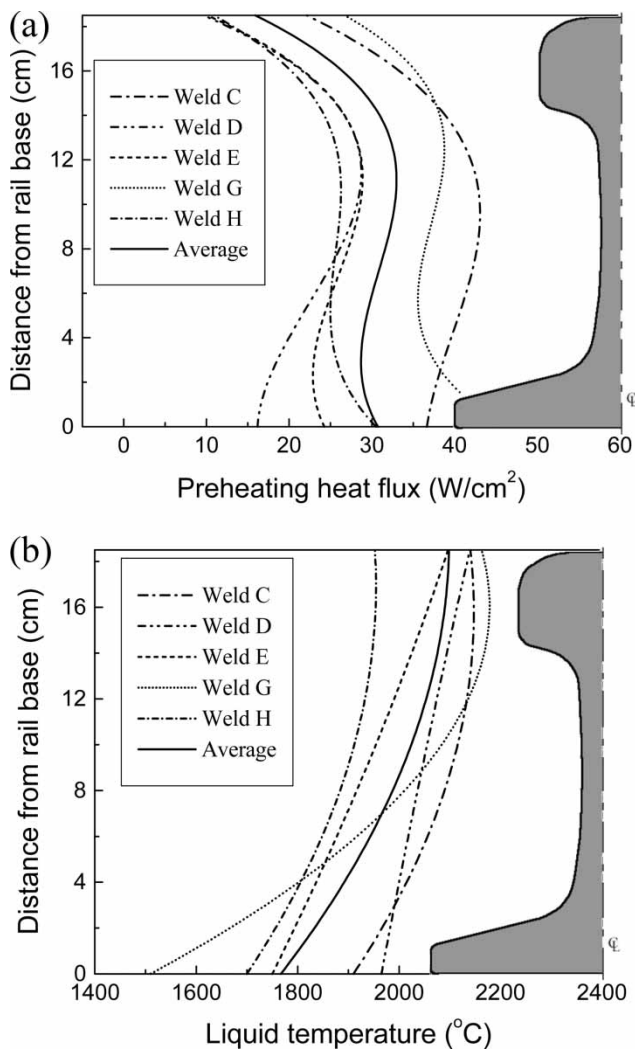 (a)
16
12
8
4
0
Distance from rail base (cm)
Weld C
Weld D
Weld E
Weld G
Weld H
Average
℄
0 10 20 30 40 50 60
Preheating heat flux (W/cm²)
(b)
16
12
8
4
0
Distance from rail base (cm)
Weld C
Weld D
Weld E
Weld G
Weld H
Average
℄
1400 1600 1800 2000 2200 2400
Liquid temperature (°C)